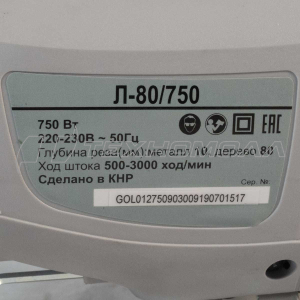 Л-80/750
750 Вт
220-230В ~ 50Гц
Глубина реза(мм) металл 10, дерево 80
Ход штока 500-3000 ход/мин
Сделано в КНР
Сер. №:
GOL012750903009190701517
EAC